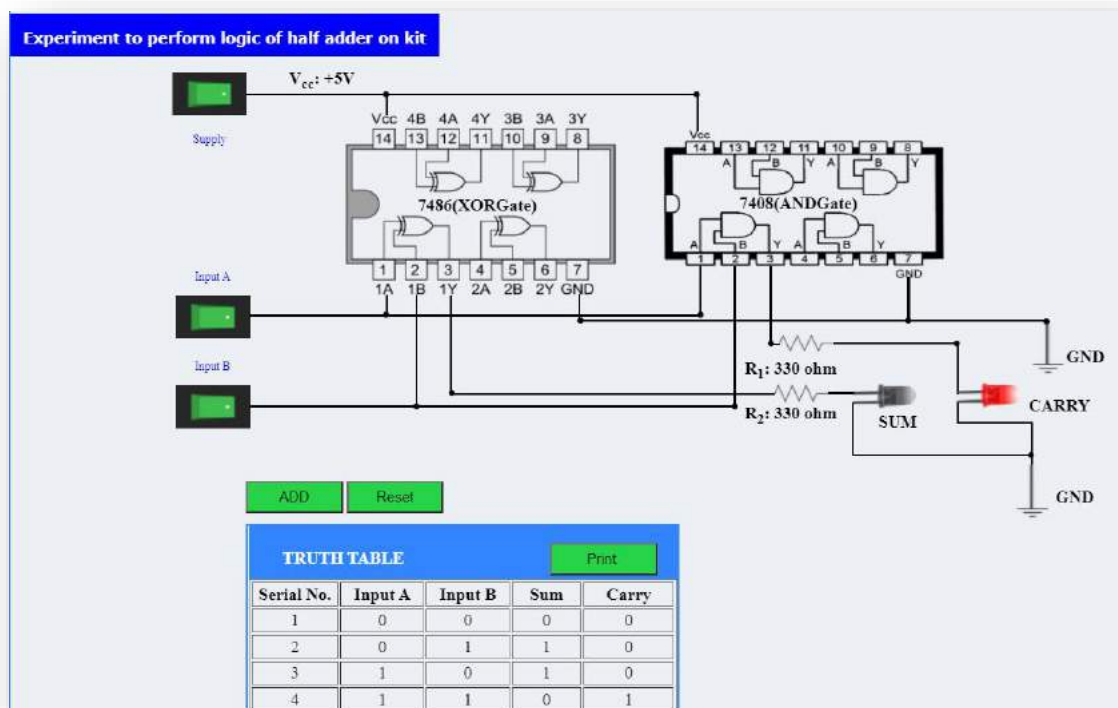 Experiment to perform logic of half adder on kit
Vcc: +5V
Supply
Vcc 4B 4A 4Y 3B 3A 3Y
14 13 12 11 10 9 8
7486(XORGate)
1 2 3 4 5 6 7
1A 1B 1Y 2A 2B 2Y GND
Vcc
14 13 12 11 10 9 8
A B Y A B Y
7408(ANDGate)
A B Y A B Y
1 2 3 4 5 6 7
GND
Input A
Input B
R1: 330 ohm
R2: 330 ohm
SUM
CARRY
GND
GND
ADD Reset
TRUTH TABLE Print
Serial No. Input A Input B Sum Carry
1 0 0 0 0
2 0 1 1 0
3 1 0 1 0
4 1 1 0 1